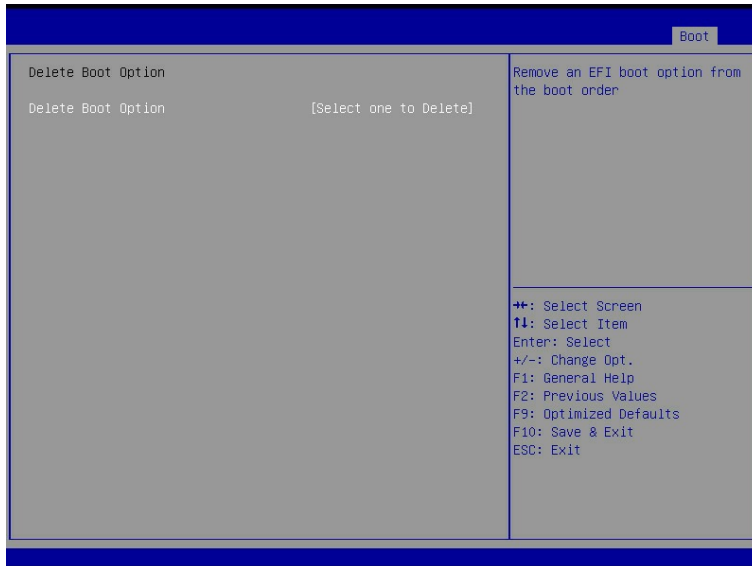 Boot
Delete Boot Option
Delete Boot Option [Select one to Delete]
Remove an EFI boot option from
the boot order
→←: Select Screen
↑↓: Select Item
Enter: Select
+/-: Change Opt.
F1: General Help
F2: Previous Values
F9: Optimized Defaults
F10: Save & Exit
ESC: Exit